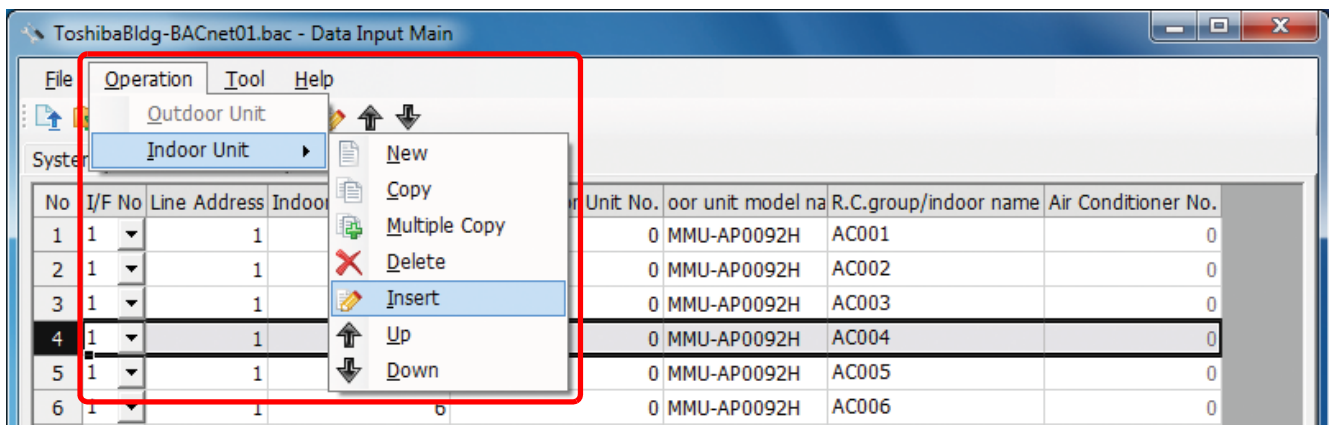 ToshibaBldg-BACnet01.bac - Data Input Main
File Operation Tool Help
Outdoor Unit
Indoor Unit
New
Copy
Multiple Copy
Delete
Insert
Up
Down
No I/F No Line Address Indoor Unit No. oor unit model na R.C.group/indoor name Air Conditioner No.
1 1 1 0 MMU-AP0092H AC001 0
2 1 1 0 MMU-AP0092H AC002 0
3 1 1 0 MMU-AP0092H AC003 0
4 1 1 0 MMU-AP0092H AC004 0
5 1 1 0 MMU-AP0092H AC005 0
6 1 1 6 0 MMU-AP0092H AC006 0